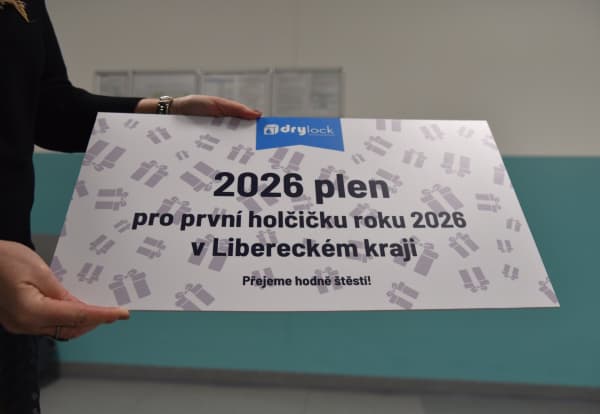 drylock
2026 plen
pro první holčičku roku 2026
v Libereckém kraji
Přejeme hodně štěstí!